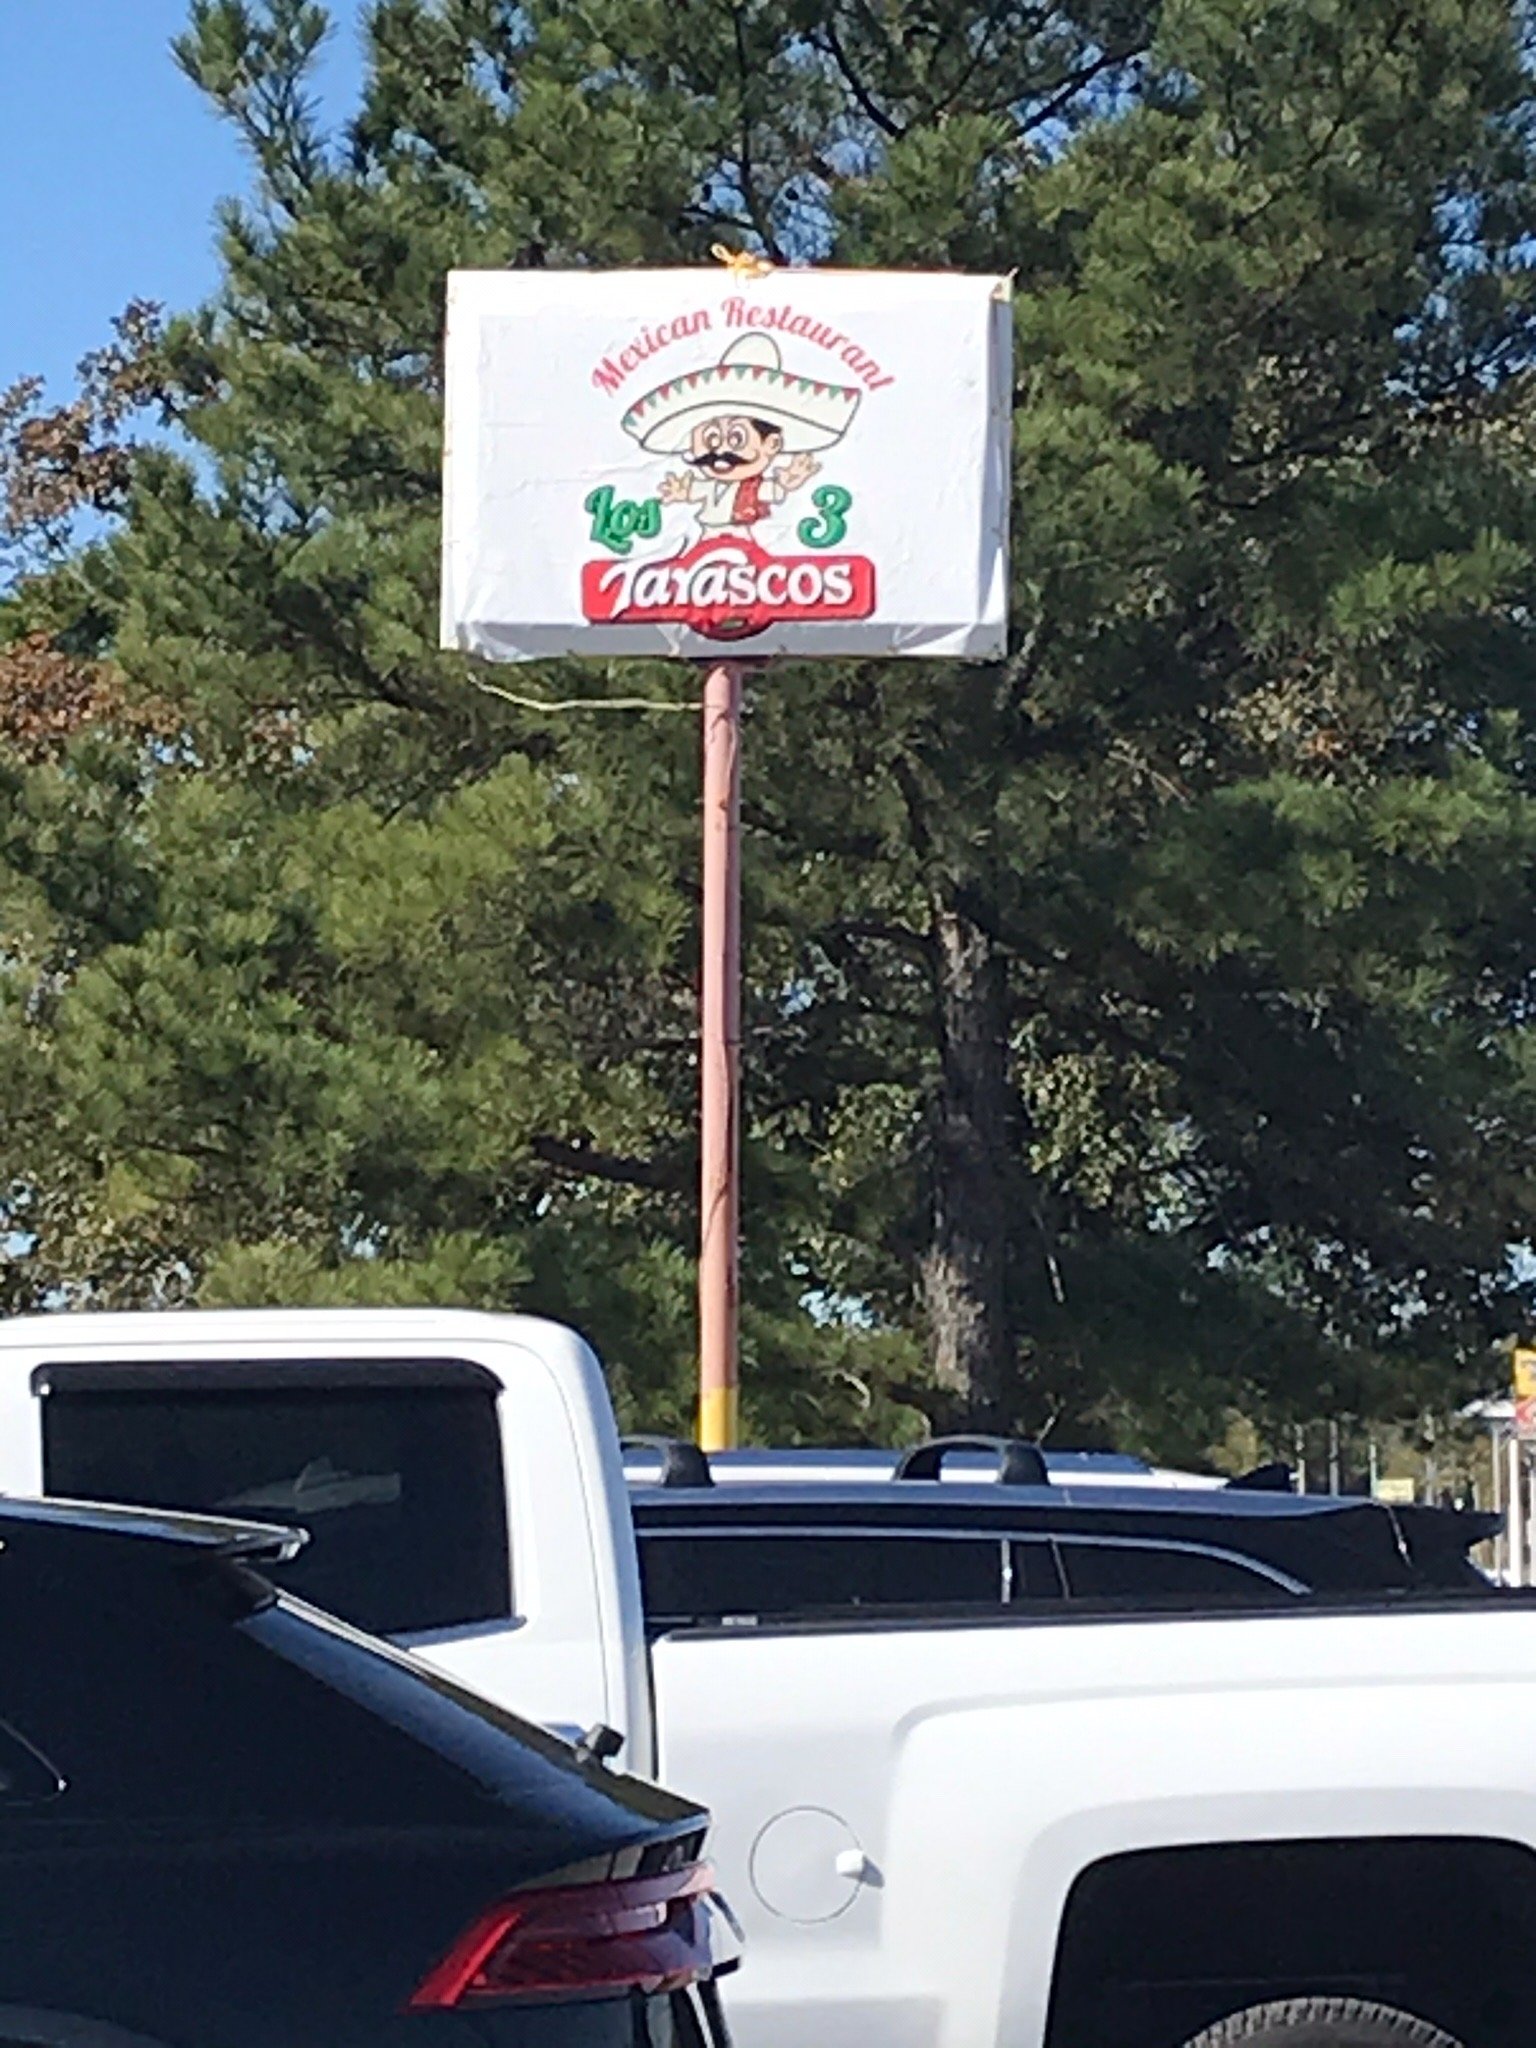 Mexican Restaurant
Los 3
Tarascos